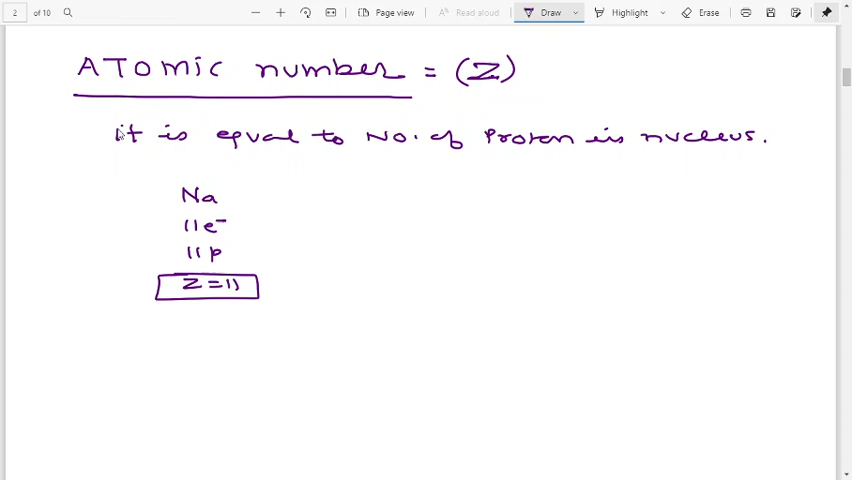 2 of 10 Page view Read aloud Draw Highlight Erase
ATomic number = (Z)
it is equal to No. of Proton in nucleus.
Na
11e⁻
11p
Z = 11